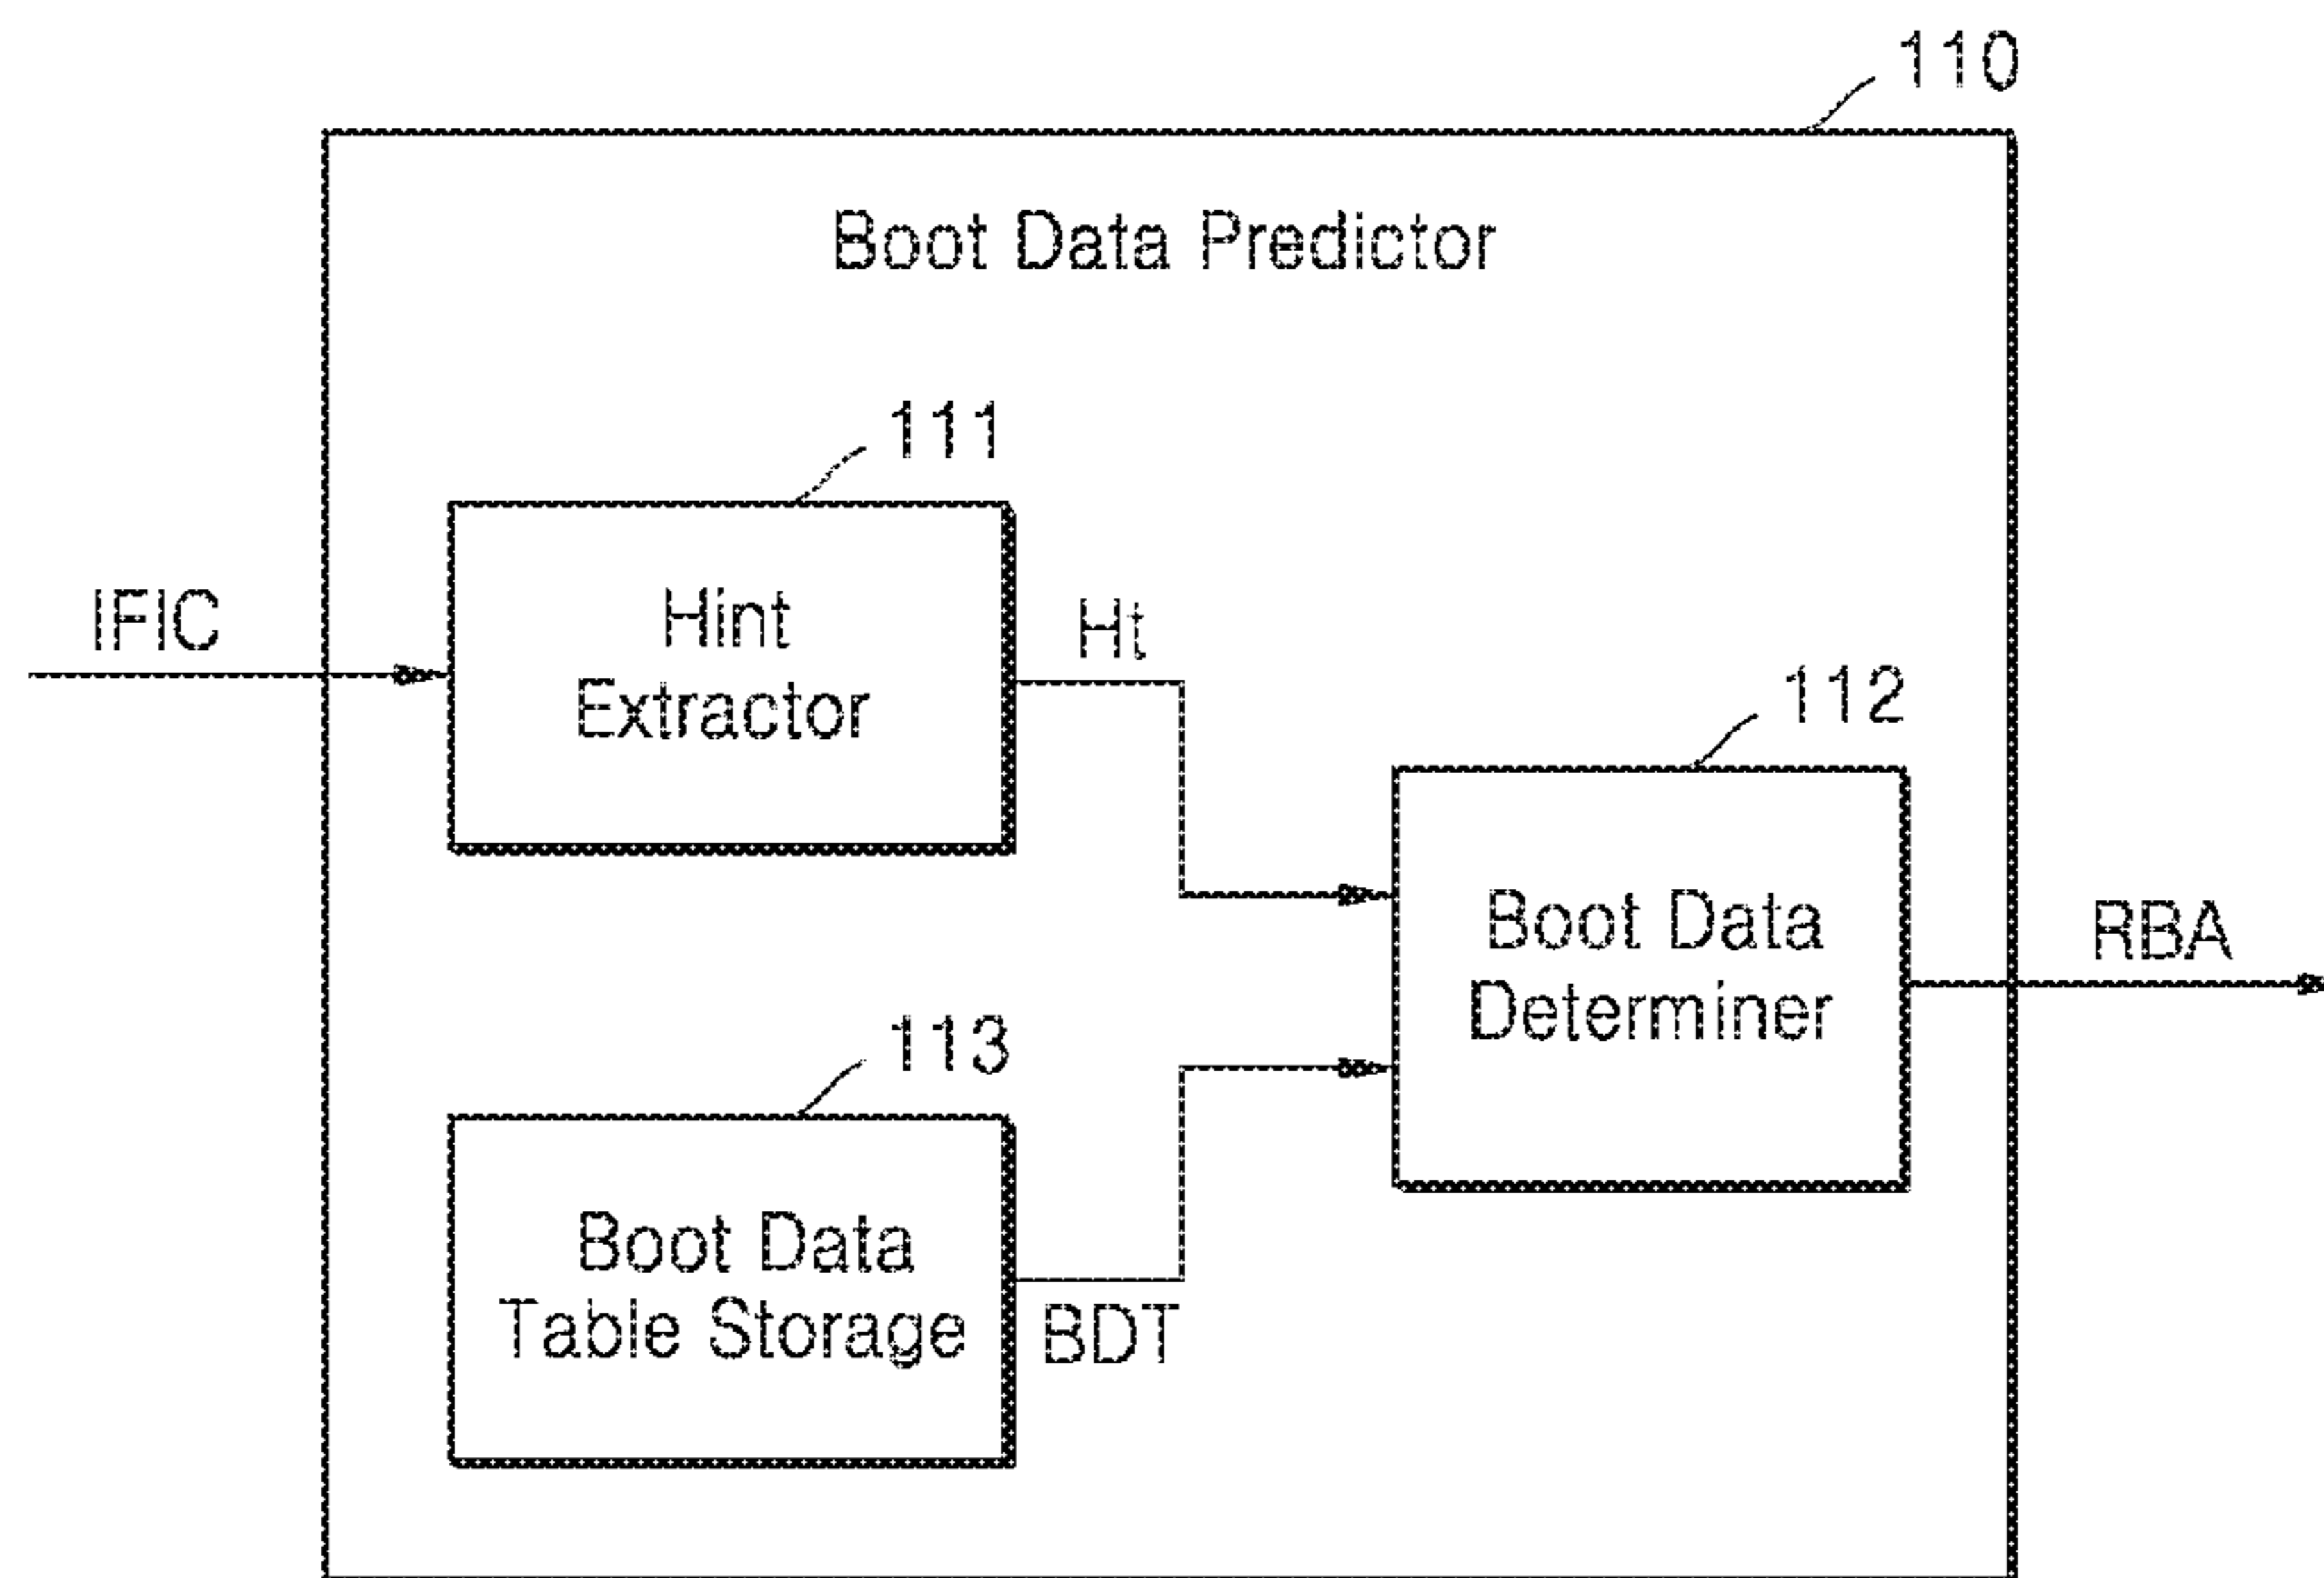 110
Boot Data Predictor
111
IFIC
Hint
Extractor
Ht
112
Boot Data
Determiner
RBA
113
Boot Data
Table Storage
BDT